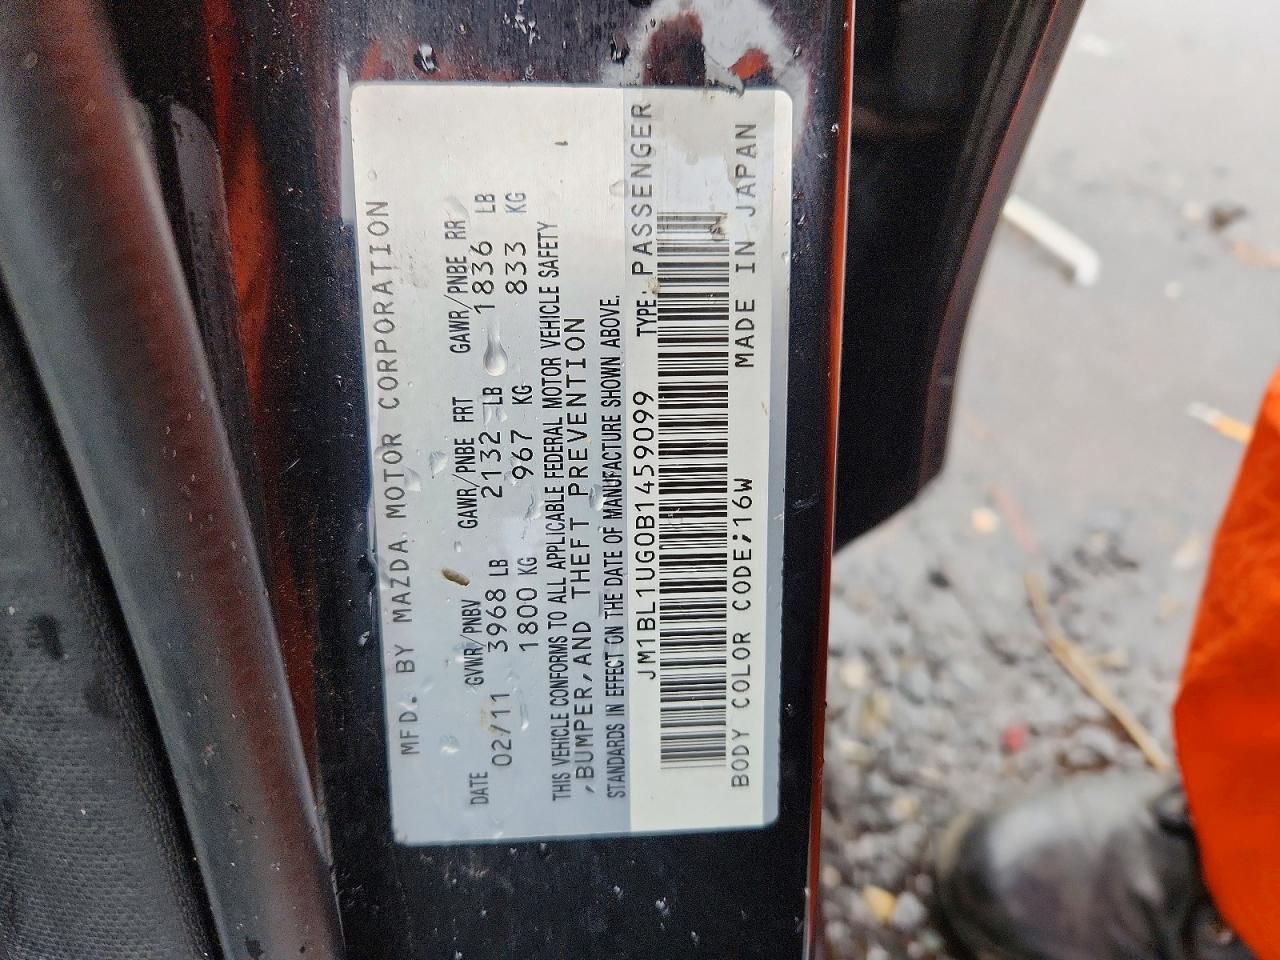 MFD. BY MAZDA MOTOR CORPORATION
DATE GVWR/PNBV GAWR/PNBE FRT GAWR/PNBE RR
02/11 3968 LB 2132 LB 1836 LB
1800 KG 967 KG 833 KG
THIS VEHICLE CONFORMS TO ALL APPLICABLE FEDERAL MOTOR VEHICLE SAFETY
,BUMPER,AND THEFT PREVENTION
STANDARDS IN EFFECT ON THE DATE OF MANUFACTURE SHOWN ABOVE.
JM1BL1UG0B1459099 TYPE;PASSENGER
BODY COLOR CODE;16W MADE IN JAPAN